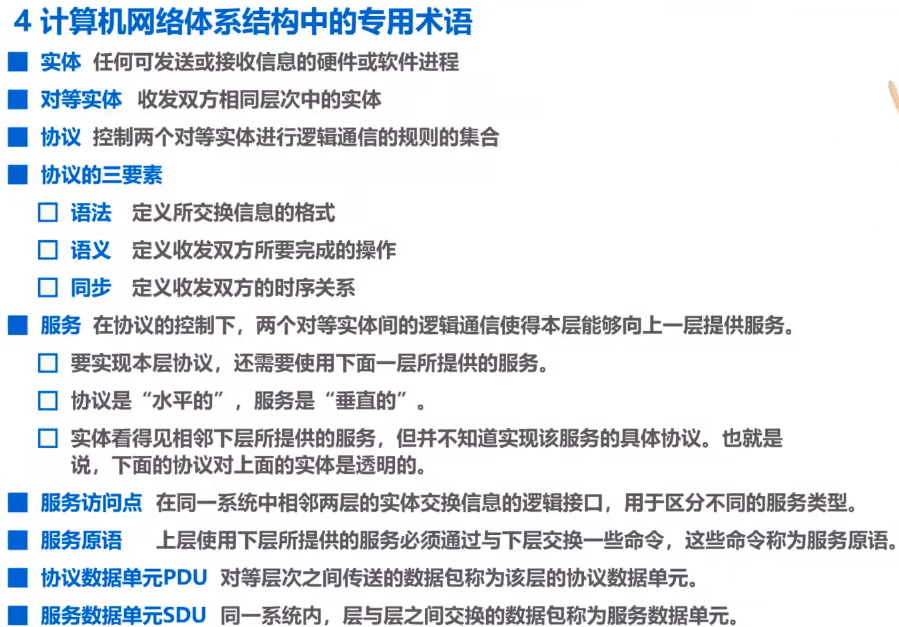 4 计算机网络体系结构中的专用术语
实体 任何可发送或接收信息的硬件或软件进程
对等实体 收发双方相同层次中的实体
协议 控制两个对等实体进行逻辑通信的规则的集合
协议的三要素
语法 定义所交换信息的格式
语义 定义收发双方所要完成的操作
同步 定义收发双方的时序关系
服务 在协议的控制下，两个对等实体间的逻辑通信使得本层能够向上一层提供服务。
要实现本层协议，还需要使用下面一层所提供的服务。
协议是“水平的”，服务是“垂直的”。
实体看得见相邻下层所提供的服务，但并不知道实现该服务的具体协议。也就是
说，下面的协议对上面的实体是透明的。
服务访问点 在同一系统中相邻两层的实体交换信息的逻辑接口，用于区分不同的服务类型。
服务原语 上层使用下层所提供的服务必须通过与下层交换一些命令，这些命令称为服务原语。
协议数据单元PDU 对等层次之间传送的数据包称为该层的协议数据单元。
服务数据单元SDU 同一系统内，层与层之间交换的数据包称为服务数据单元。